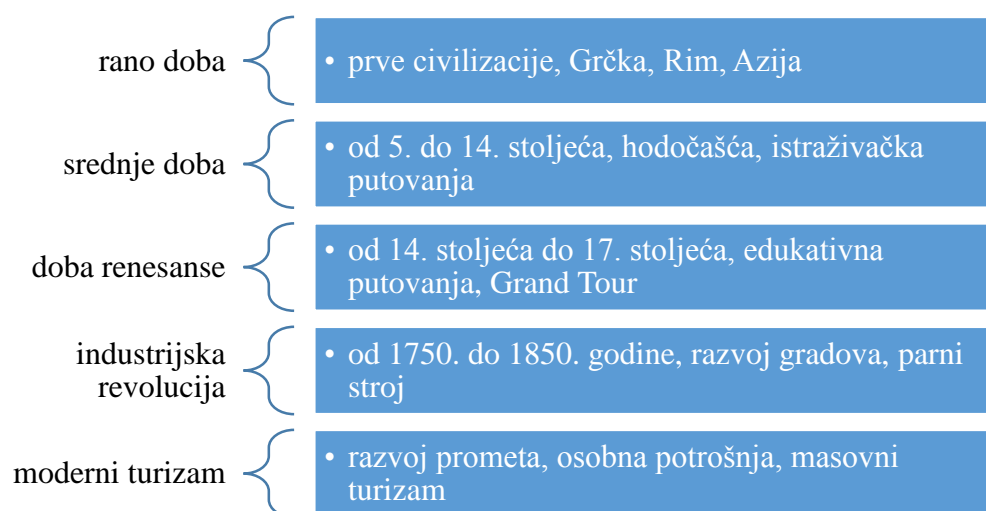 rano doba
• prve civilizacije, Grčka, Rim, Azija
srednje doba
• od 5. do 14. stoljeća, hodočašća, istraživačka
putovanja
doba renesanse
• od 14. stoljeća do 17. stoljeća, edukativna
putovanja, Grand Tour
industrijska
revolucija
• od 1750. do 1850. godine, razvoj gradova, parni
stroj
moderni turizam
• razvoj prometa, osobna potrošnja, masovni
turizam